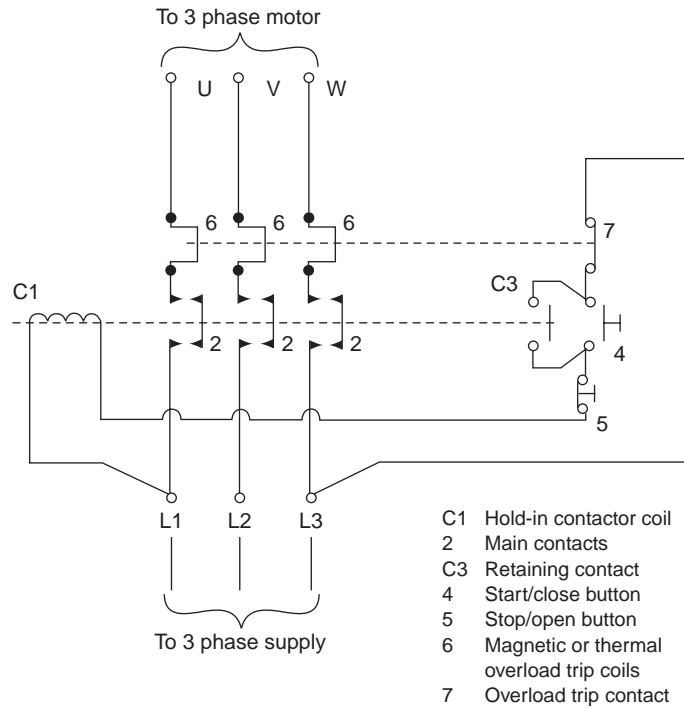 To 3 phase motor
U V W
6 6 6
7
C1
C3
2 2 2
4
5
L1 L2 L3
To 3 phase supply
C1 Hold-in contactor coil
2 Main contacts
C3 Retaining contact
4 Start/close button
5 Stop/open button
6 Magnetic or thermal
overload trip coils
7 Overload trip contact